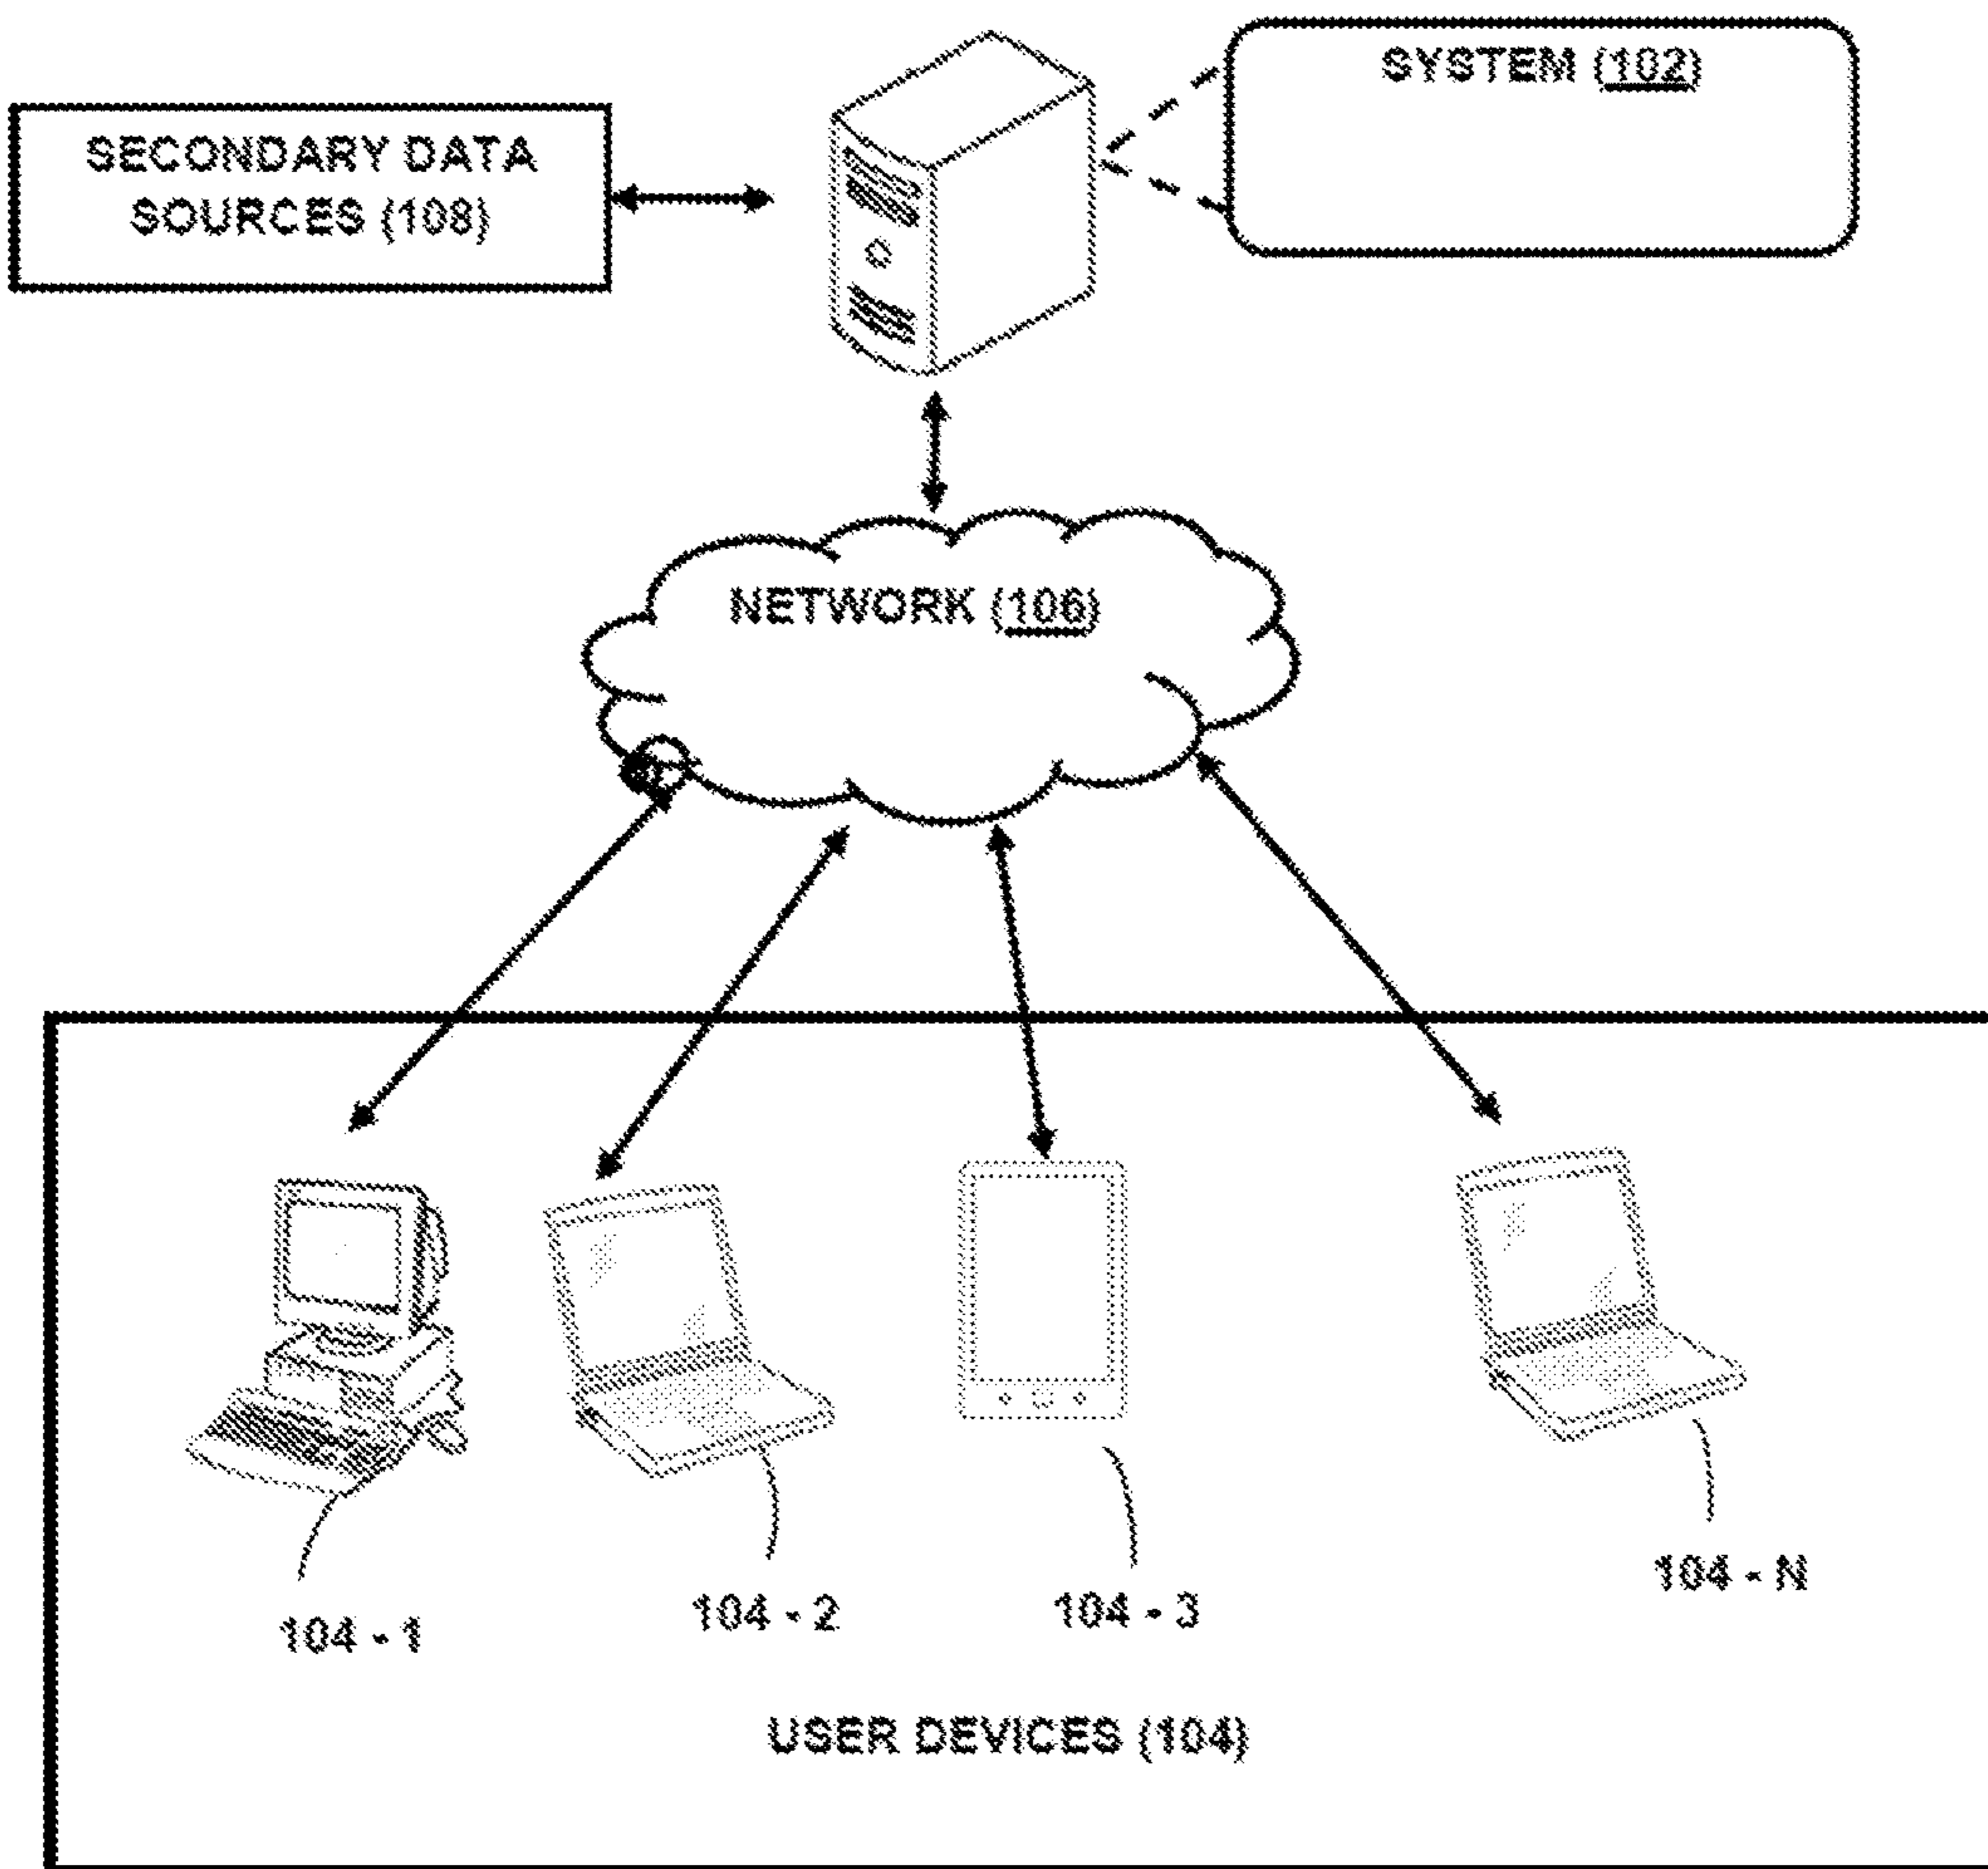 SYSTEM (102)
SECONDARY DATA
SOURCES (108)
NETWORK (106)
104 - 1
104 - 2
104 - 3
104 - N
USER DEVICES (104)